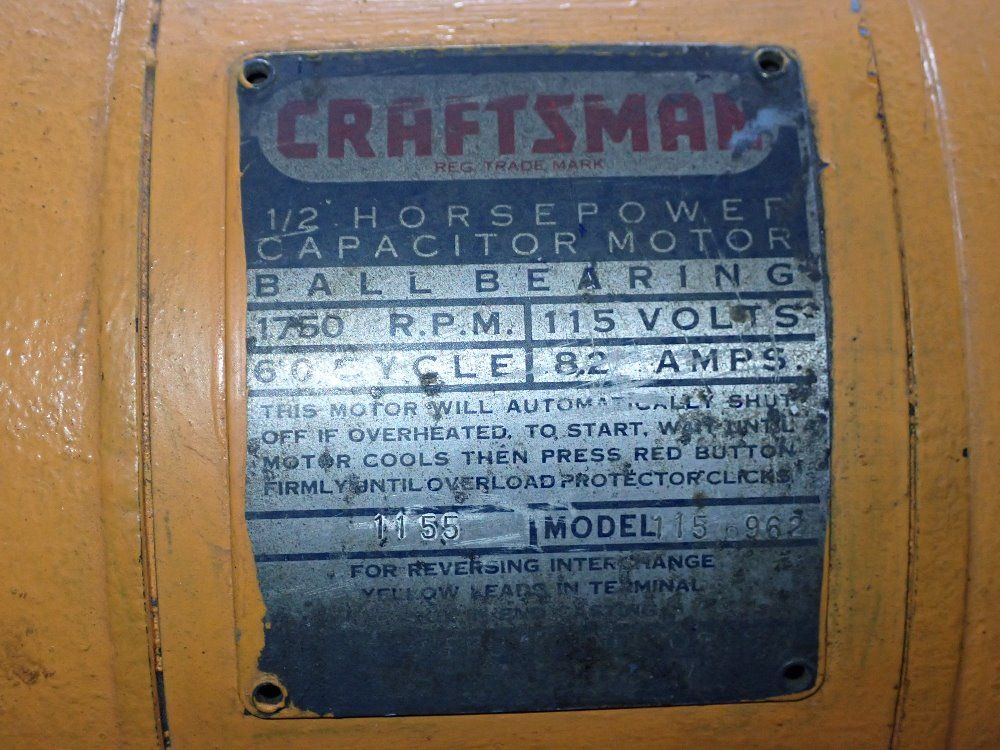 CRAFTSMAN
REG. TRADE MARK
1/2 HORSEPOWER
CAPACITOR MOTOR
BALL BEARING
1750 R.P.M. 115 VOLTS
60 CYCLE 8.2 AMPS.
THIS MOTOR WILL AUTOMATICALLY SHUT
OFF IF OVERHEATED. TO START, WAIT UNTIL
MOTOR COOLS THEN PRESS RED BUTTON
FIRMLY UNTIL OVERLOAD PROTECTOR CLICKS
1155 MODEL 115 962
FOR REVERSING INTERCHANGE
YELLOW LEADS IN TERMINAL
END